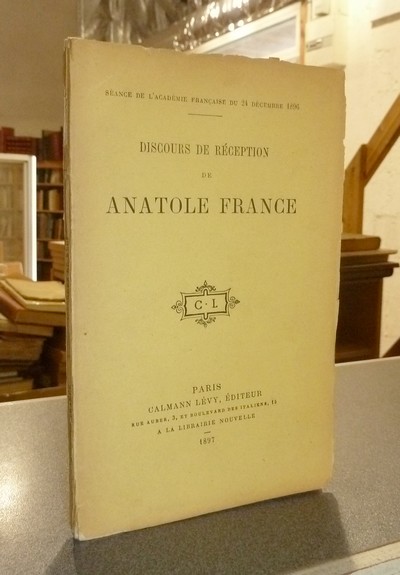 SÉANCE DE L'ACADÉMIE FRANÇAISE DU 24 DÉCEMBRE 1896
DISCOURS DE RÉCEPTION
DE
ANATOLE FRANCE
C·L
PARIS
CALMANN LÉVY, ÉDITEUR
RUE AUBER, 3, ET BOULEVARD DES ITALIENS, 15
A LA LIBRAIRIE NOUVELLE
1897